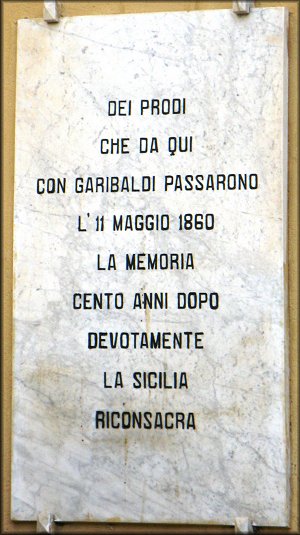 DEI PRODI
CHE DA QUI
CON GARIBALDI PASSARONO
L' 11 MAGGIO 1860
LA MEMORIA
CENTO ANNI DOPO
DEVOTAMENTE
LA SICILIA
RICONSACRA